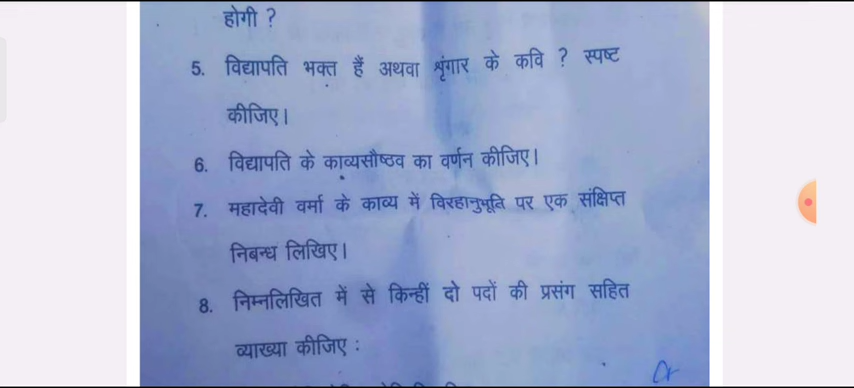 होगी ?
5. विद्यापति भक्त हैं अथवा शृंगार के कवि ? स्पष्ट
कीजिए।
6. विद्यापति के काव्यसौष्ठव का वर्णन कीजिए।
7. महादेवी वर्मा के काव्य में विरहानुभूति पर एक संक्षिप्त
निबन्ध लिखिए।
8. निम्नलिखित में से किन्हीं दो पदों की प्रसंग सहित
व्याख्या कीजिए :